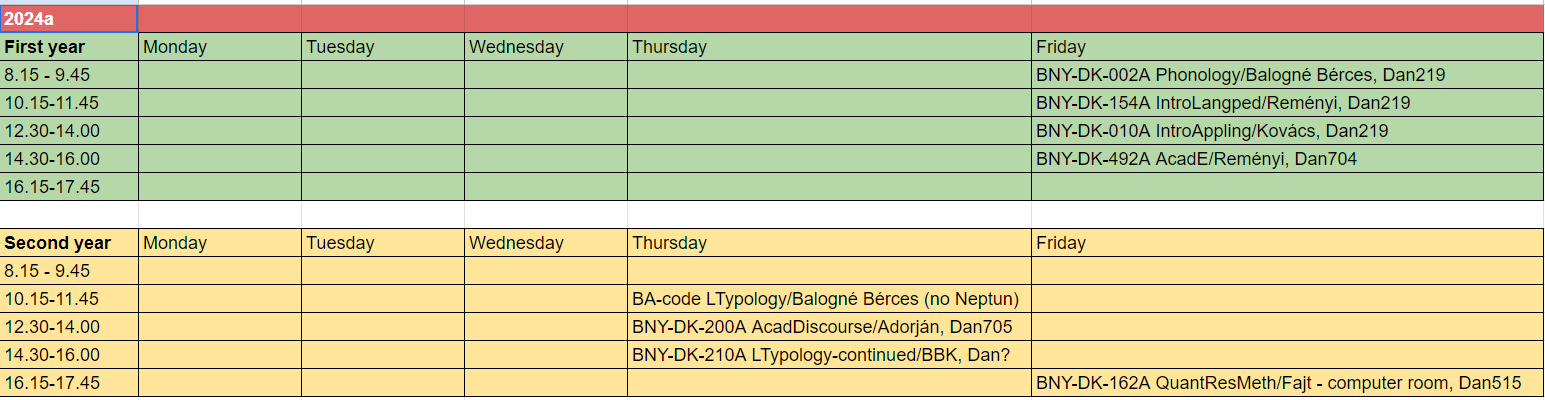 2024a
First year Monday Tuesday Wednesday Thursday Friday
8.15 - 9.45 BNY-DK-002A Phonology/Balogné Bérces, Dan219
10.15-11.45 BNY-DK-154A IntroLangped/Reményi, Dan219
12.30-14.00 BNY-DK-010A IntroAppling/Kovács, Dan219
14.30-16.00 BNY-DK-492A AcadE/Reményi, Dan704
16.15-17.45
Second year Monday Tuesday Wednesday Thursday Friday
8.15 - 9.45
10.15-11.45 BA-code LTypology/Balogné Bérces (no Neptun)
12.30-14.00 BNY-DK-200A AcadDiscourse/Adorján, Dan705
14.30-16.00 BNY-DK-210A LTypology-continued/BBK, Dan?
16.15-17.45 BNY-DK-162A QuantResMeth/Fajt - computer room, Dan515